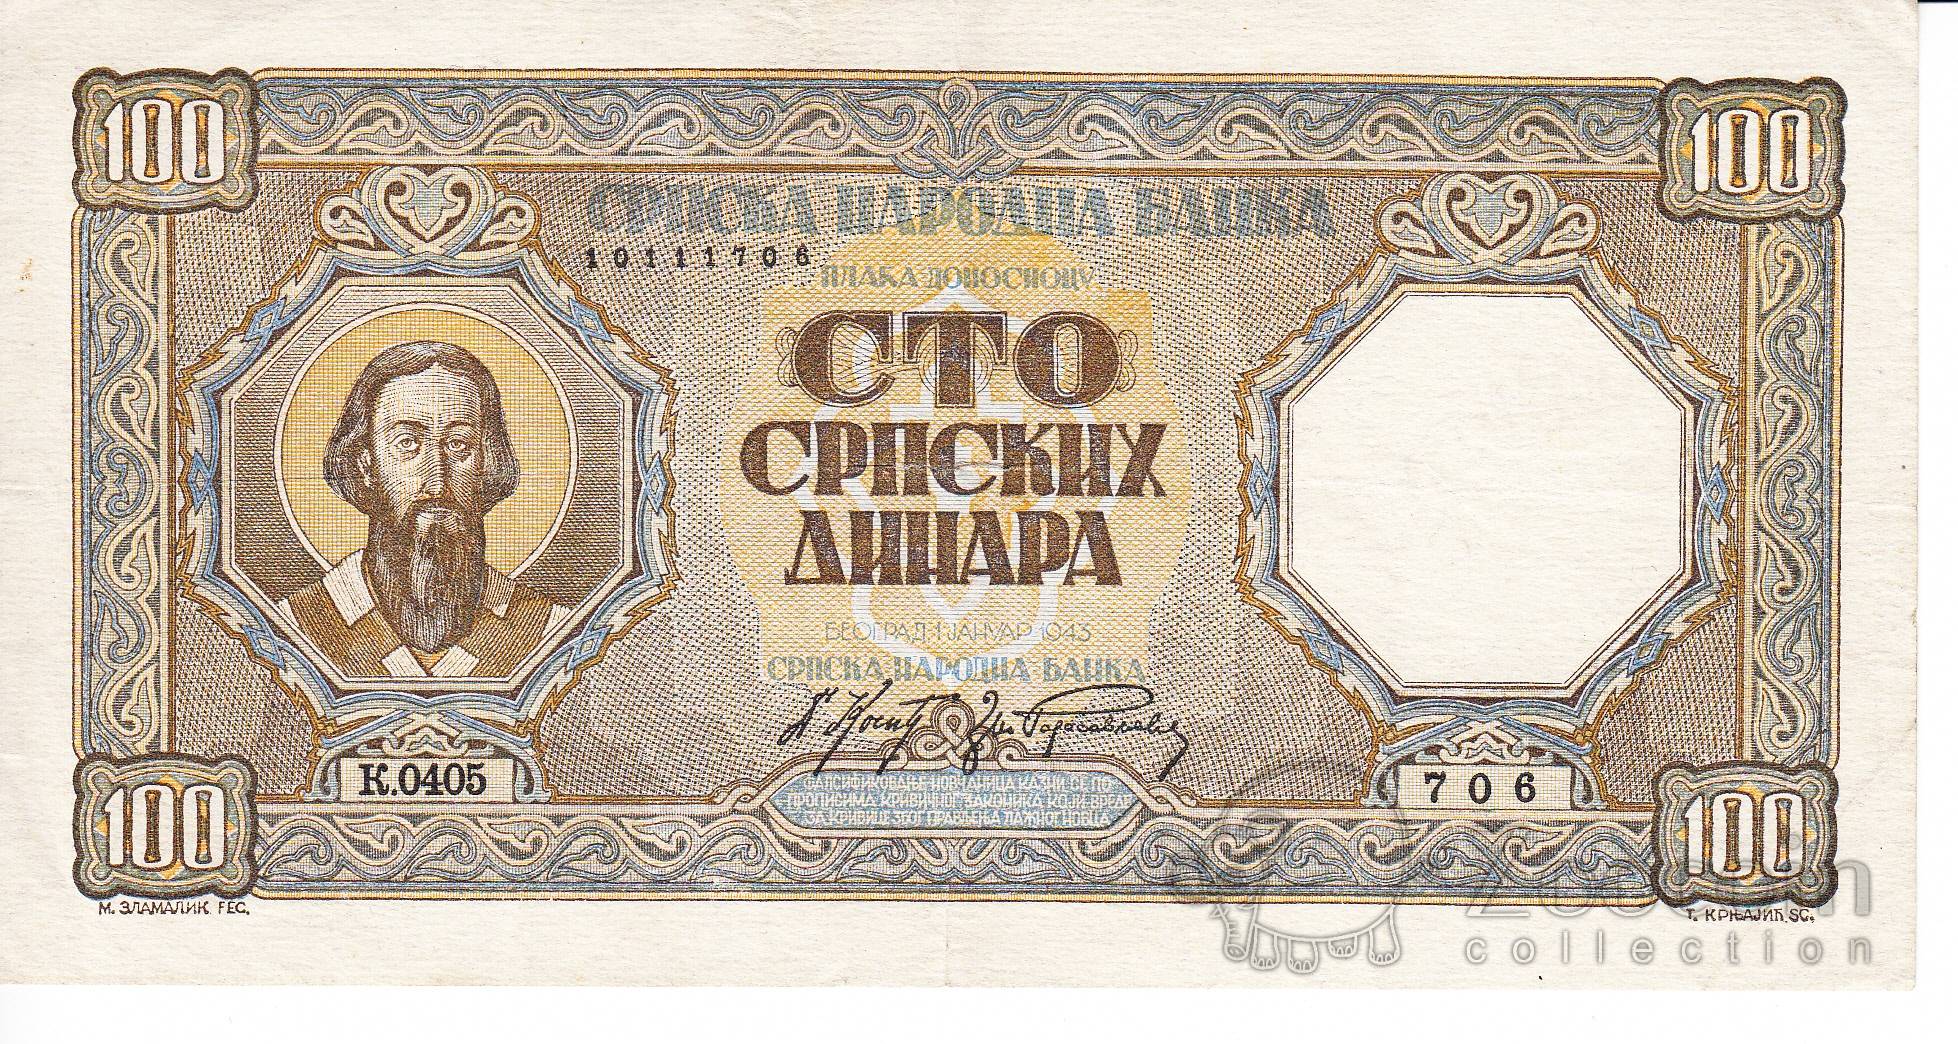 100
100
СРПСКА НАРОДНА БАНКА
10111706
ПЛАЋА ДОНОСИОЦУ
СТО
СРПСКИХ
ДИНАРА
БЕОГРАД·1 ЈАНУАР 1943
СРПСКА НАРОДНА БАНКА
К.0405
706
ФАЛСИФИКОВАЊЕ НОВЧАНИЦА КАЗНИ СЕ ПО
ПРОПИСИМА КРИВИЧНОГ ЗАКОНИКА КОЈИ ВРЕДЕ
ЗА КРИВИЦЕ ЗБОГ ПРАВЉЕЊА ЛАЖНОГ НОВЦА
100
100
М. ЗЛАМАЛИК FEC.
Т. КРЊАЈИЋ. SC.
collection